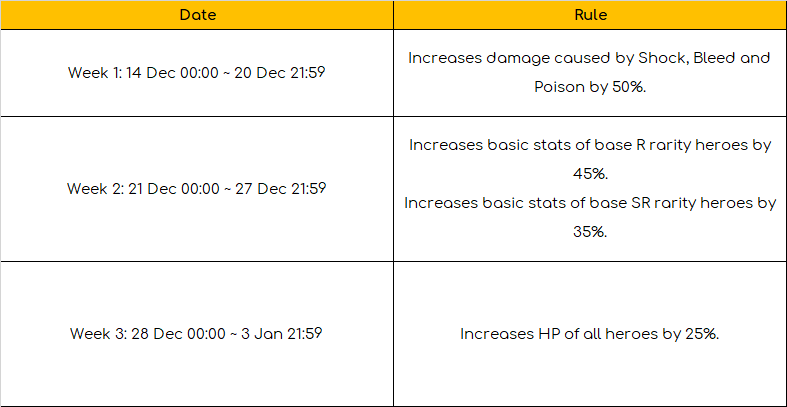 Date
Rule
Week 1: 14 Dec 00:00 ~ 20 Dec 21:59
Increases damage caused by Shock, Bleed and
Poison by 50%.
Week 2: 21 Dec 00:00 ~ 27 Dec 21:59
Increases basic stats of base R rarity heroes by
45%.
Increases basic stats of base SR rarity heroes by
35%.
Week 3: 28 Dec 00:00 ~ 3 Jan 21:59
Increases HP of all heroes by 25%.